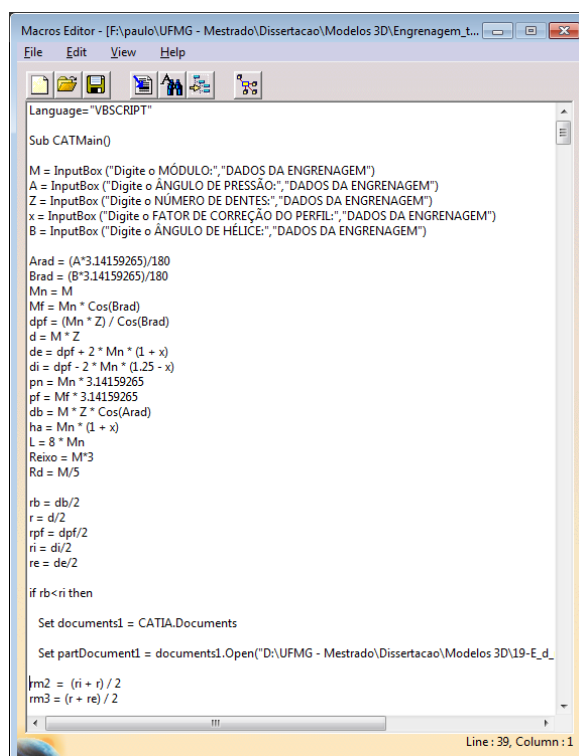 Macros Editor - [F:\paulo\UFMG - Mestrado\Dissertacao\Modelos 3D\Engrenagem_t...
File Edit View Help
Language="VBSCRIPT"
Sub CATMain()
M = InputBox ("Digite o MÓDULO:","DADOS DA ENGRENAGEM")
A = InputBox ("Digite o ÂNGULO DE PRESSÃO:","DADOS DA ENGRENAGEM")
Z = InputBox ("Digite o NÚMERO DE DENTES:","DADOS DA ENGRENAGEM")
x = InputBox ("Digite o FATOR DE CORREÇÃO DO PERFIL:","DADOS DA ENGRENAGEM")
B = InputBox ("Digite o ÂNGULO DE HÉLICE:","DADOS DA ENGRENAGEM")
Arad = (A*3.14159265)/180
Brad = (B*3.14159265)/180
Mn = M
Mf = Mn * Cos(Brad)
dpf = (Mn * Z) / Cos(Brad)
d = M * Z
de = dpf + 2 * Mn * (1 + x)
di = dpf - 2 * Mn * (1.25 - x)
pn = Mn * 3.14159265
pf = Mf * 3.14159265
db = M * Z * Cos(Arad)
ha = Mn * (1 + x)
L = 8 * Mn
Reixo = M*3
Rd = M/5
rb = db/2
r = d/2
rpf = dpf/2
ri = di/2
re = de/2
if rb<ri then
Set documents1 = CATIA.Documents
Set partDocument1 = documents1.Open("D:\UFMG - Mestrado\Dissertacao\Modelos 3D\19-E_d_
rm2 = (ri + r) / 2
rm3 = (r + re) / 2
Line : 39, Column : 1